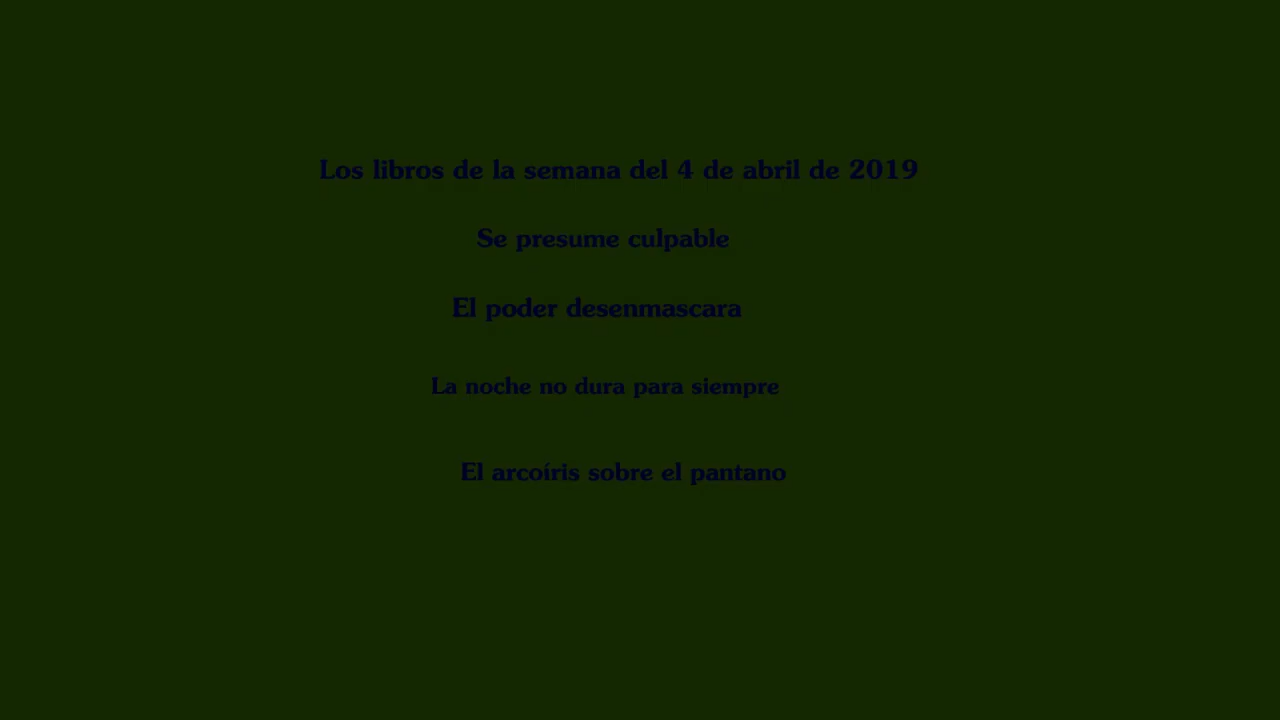 Los libros de la semana del 4 de abril de 2019
Se presume culpable
El poder desenmascara
La noche no dura para siempre
El arcoíris sobre el pantano